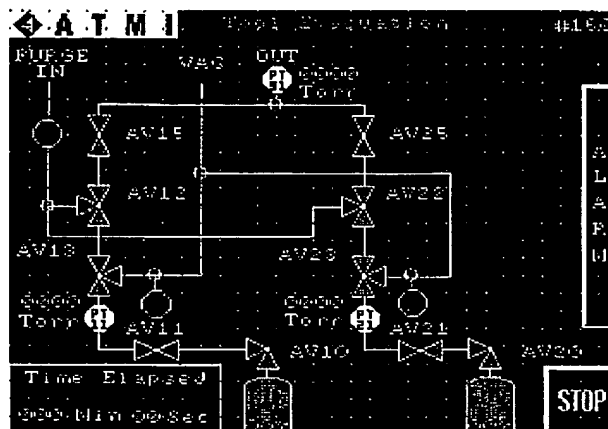 ATMI
Tool Evacuation
PURGE IN
VAC
OUT
PT
0000 Torr
AV15
AV25
AV12
AV22
AV13
AV23
0000 Torr
PT
0000 Torr
PT
AV11
AV21
AV10
AV20
ALARM
Time Elapsed
000 Min 00 Sec
STOP